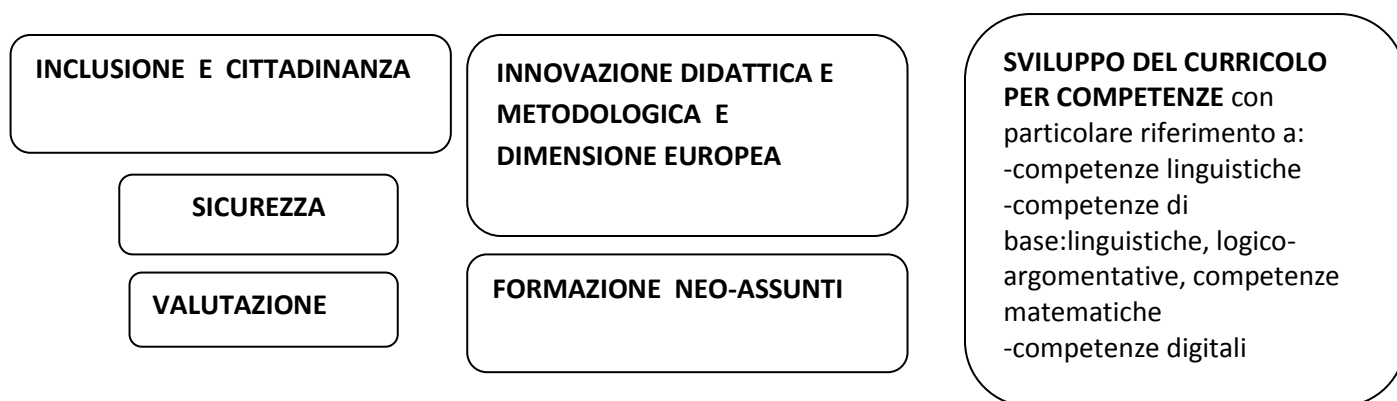 INCLUSIONE E CITTADINANZA
SICUREZZA
VALUTAZIONE
INNOVAZIONE DIDATTICA E
METODOLOGICA E
DIMENSIONE EUROPEA
FORMAZIONE NEO-ASSUNTI
SVILUPPO DEL CURRICOLO
PER COMPETENZE con
particolare riferimento a:
-competenze linguistiche
-competenze di
base:linguistiche, logico-
argomentative, competenze
matematiche
-competenze digitali